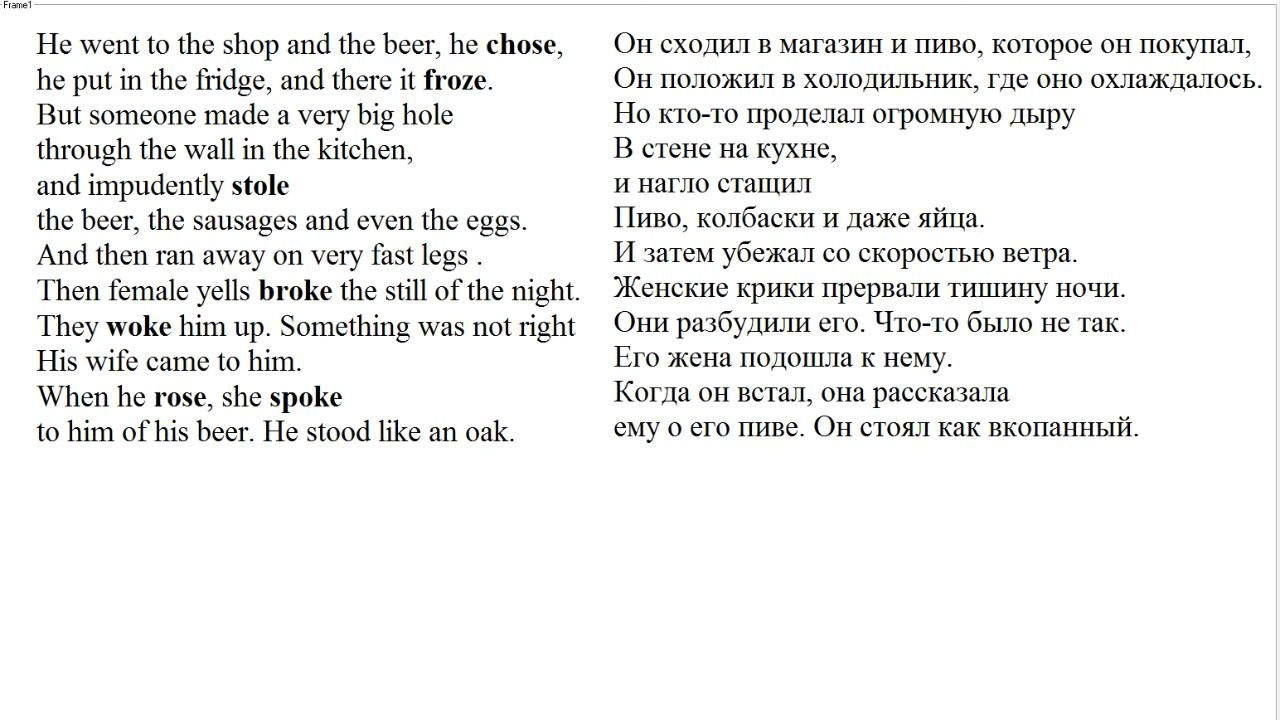 Frame1
He went to the shop and the beer, he chose,
he put in the fridge, and there it froze.
But someone made a very big hole
through the wall in the kitchen,
and impudently stole
the beer, the sausages and even the eggs.
And then ran away on very fast legs .
Then female yells broke the still of the night.
They woke him up. Something was not right
His wife came to him.
When he rose, she spoke
to him of his beer. He stood like an oak.
Он сходил в магазин и пиво, которое он покупал,
Он положил в холодильник, где оно охлаждалось.
Но кто-то проделал огромную дыру
В стене на кухне,
и нагло стащил
Пиво, колбаски и даже яйца.
И затем убежал со скоростью ветра.
Женские крики прервали тишину ночи.
Они разбудили его. Что-то было не так.
Его жена подошла к нему.
Когда он встал, она рассказала
ему о его пиве. Он стоял как вкопанный.